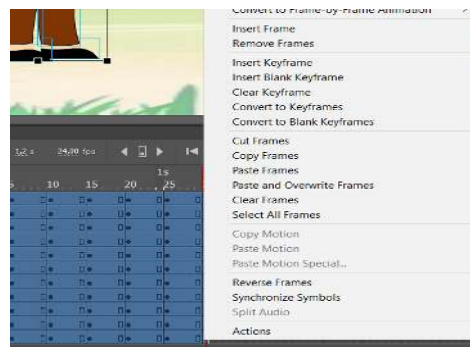 Convert to Frame-by-Frame Animation
Insert Frame
Remove Frames
Insert Keyframe
Insert Blank Keyframe
Clear Keyframe
Convert to Keyframes
Convert to Blank Keyframes
Cut Frames
Copy Frames
Paste Frames
Paste and Overwrite Frames
Clear Frames
Select All Frames
Copy Motion
Paste Motion
Paste Motion Special...
Reverse Frames
Synchronize Symbols
Split Audio
Actions
1,2 s 24,00 fps
1s
10 15 20 25